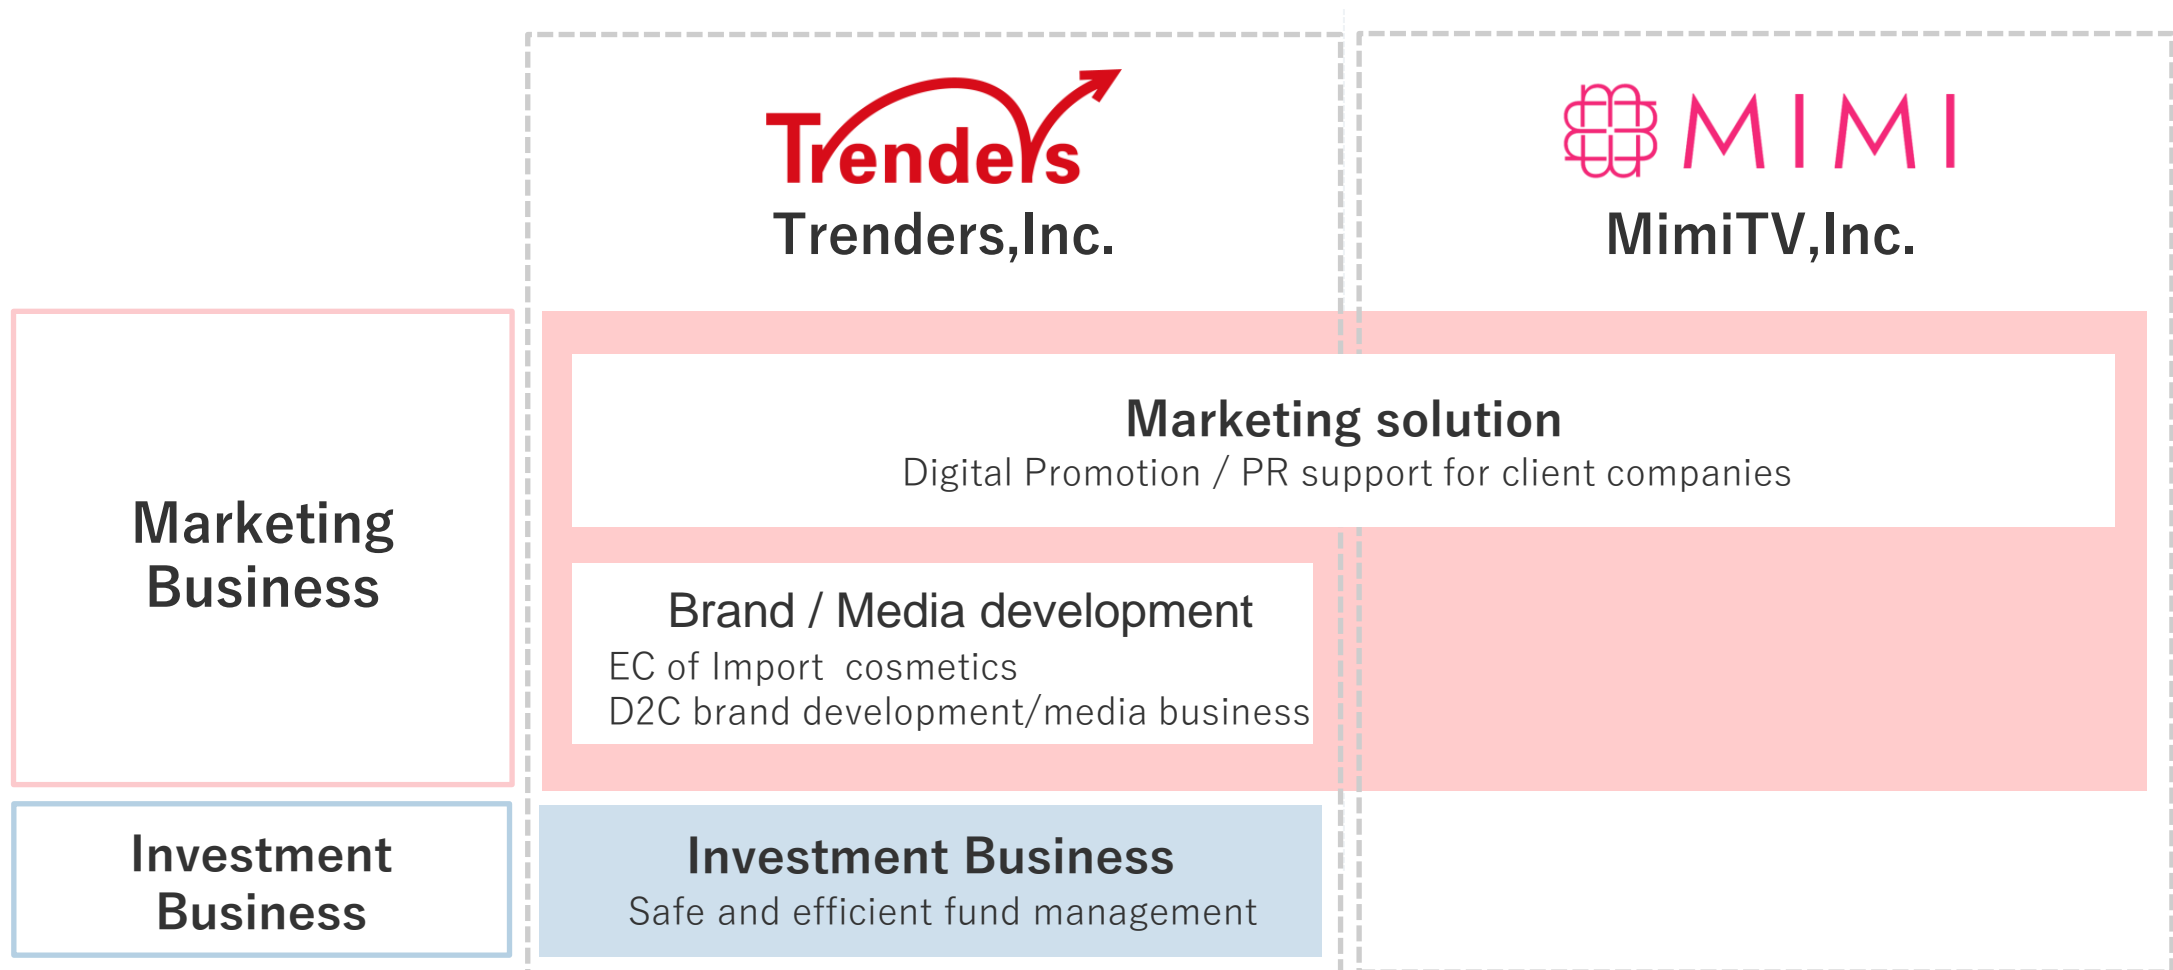 Trenders
MIMI
Trenders,Inc.
MimiTV,Inc.
Marketing
Business
Marketing solution
Digital Promotion / PR support for client companies
Brand / Media development
EC of Import cosmetics
D2C brand development/media business
Investment
Business
Investment Business
Safe and efficient fund management